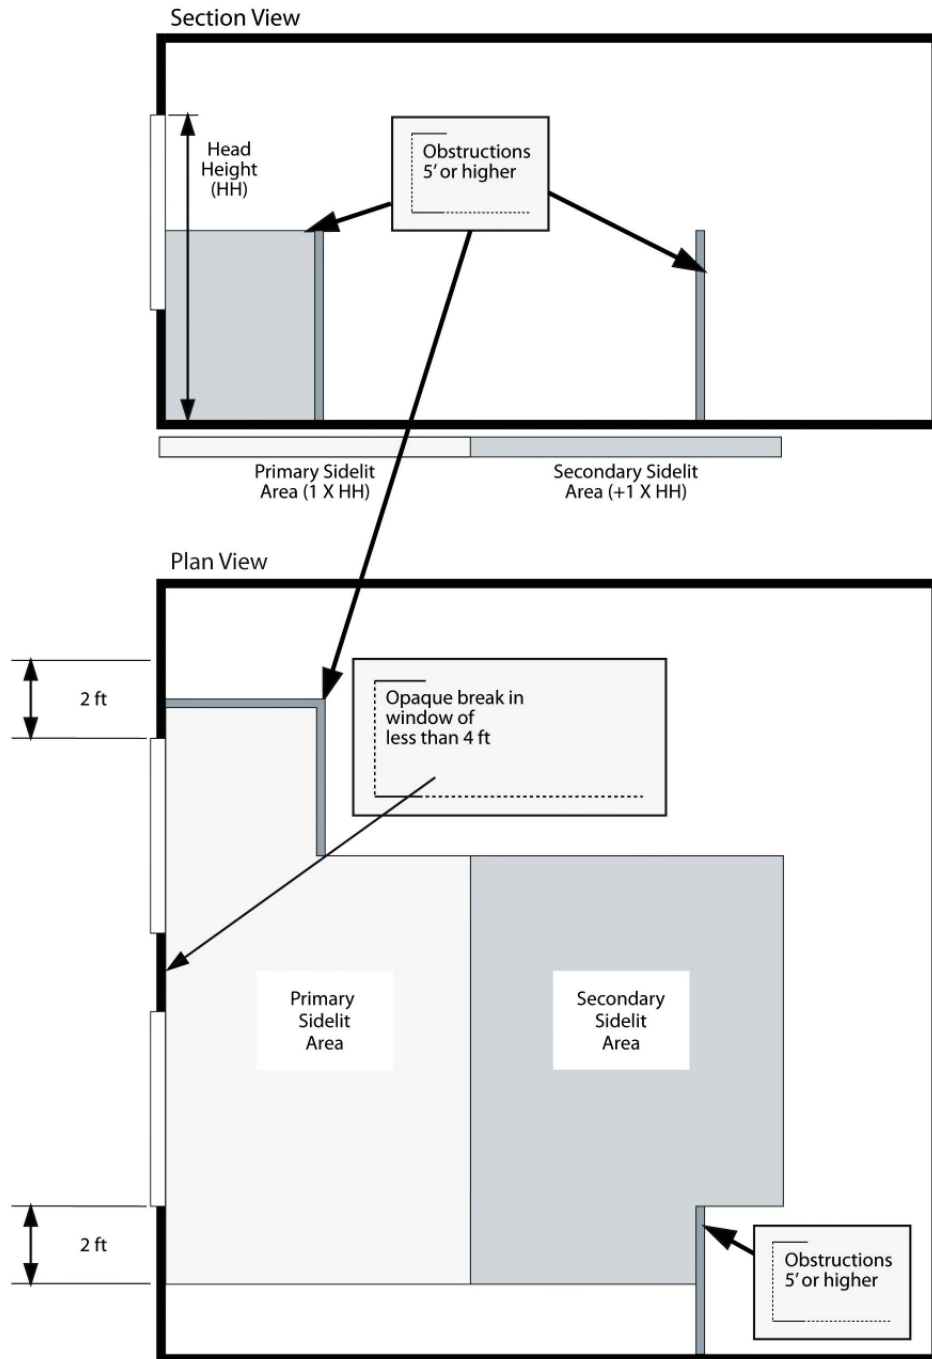 Section View
Head
Height
(HH)
Obstructions
5’ or higher
Primary Sidelit
Area (1 X HH)
Secondary Sidelit
Area (+1 X HH)
Plan View
2 ft
Opaque break in
window of
less than 4 ft
Primary
Sidelit
Area
Secondary
Sidelit
Area
2 ft
Obstructions
5’ or higher